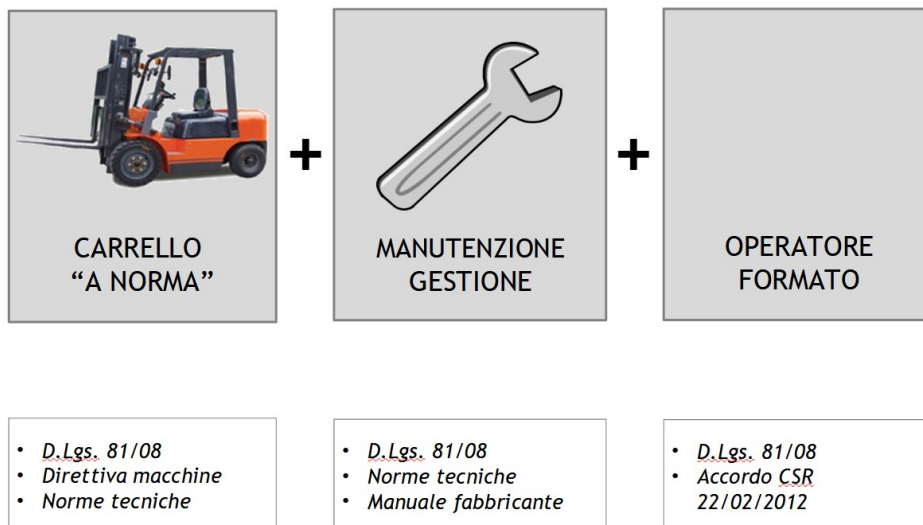 CARRELLO
“A NORMA”
+
MANUTENZIONE
GESTIONE
+
OPERATORE
FORMATO
• D.Lgs. 81/08
• Direttiva macchine
• Norme tecniche
• D.Lgs. 81/08
• Norme tecniche
• Manuale fabbricante
• D.Lgs. 81/08
• Accordo CSR
22/02/2012